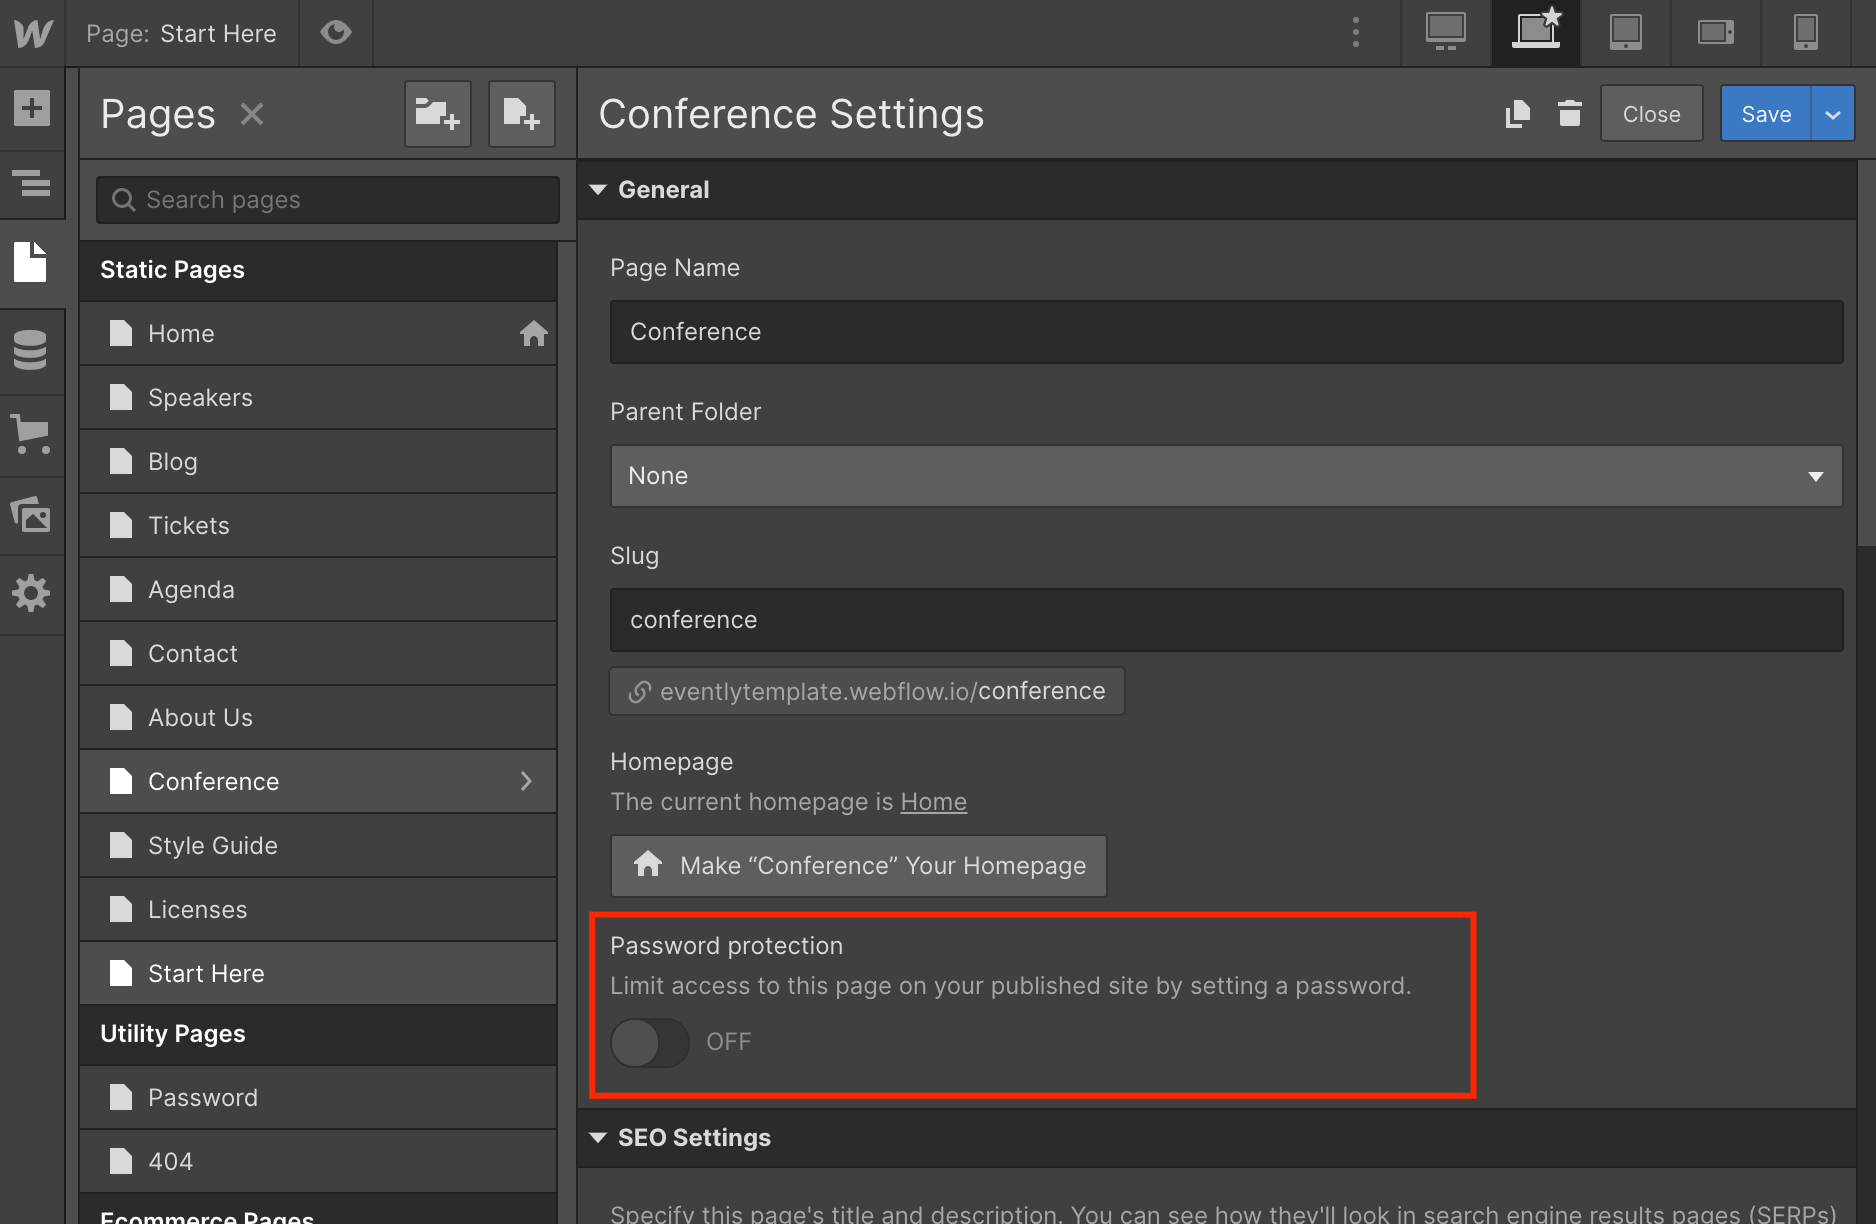 Page: Start Here
Pages
Search pages
Static Pages
Home
Speakers
Blog
Tickets
Agenda
Contact
About Us
Conference
Style Guide
Licenses
Start Here
Utility Pages
Password
404
Ecommerce Pages
Conference Settings
Close
Save
General
Page Name
Conference
Parent Folder
None
Slug
conference
eventlytemplate.webflow.io/conference
Homepage
The current homepage is Home
Make “Conference” Your Homepage
Password protection
Limit access to this page on your published site by setting a password.
OFF
SEO Settings
Specify this page's title and description. You can see how they'll look in search engine results pages (SERPs)